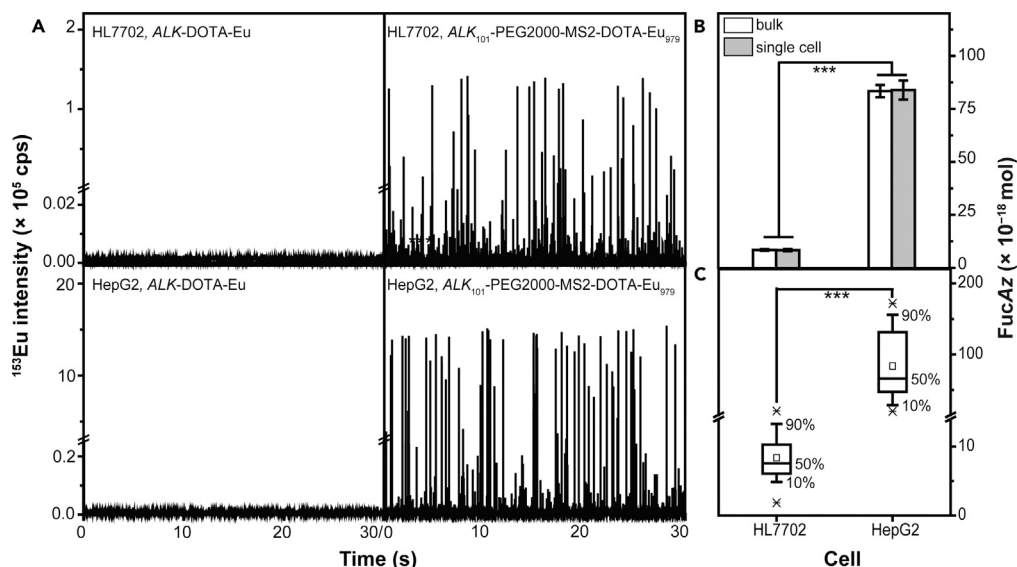 A
HL7702, ALK-DOTA-Eu
HL7702, ALK₁₀₁-PEG2000-MS2-DOTA-Eu₉₇₉
2
1
0.02
0.00
***
HepG2, ALK-DOTA-Eu
HepG2, ALK₁₀₁-PEG2000-MS2-DOTA-Eu₉₇₉
20
10
0.2
0.0
¹⁵³Eu intensity (× 10⁵ cps)
0
10
20
30/0
10
20
30
Time (s)
B
bulk
single cell
***
100
75
50
25
0
C
***
90%
50%
10%
90%
50%
10%
200
100
10
0
FucAz (× 10⁻¹⁸ mol)
HL7702
HepG2
Cell